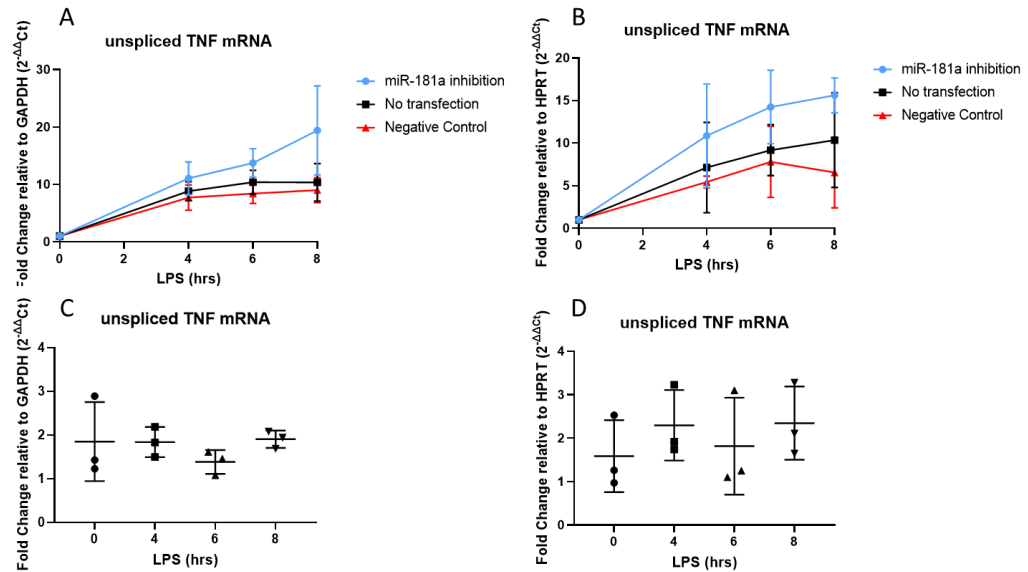 A
unspliced TNF mRNA
Fold Change relative to GAPDH (2^-ΔΔCt)
30
20
10
0
0 2 4 6 8
LPS (hrs)
miR-181a inhibition
No transfection
Negative Control
B
unspliced TNF mRNA
Fold Change relative to HPRT (2^-ΔΔCt)
20
15
10
5
0
0 2 4 6 8
LPS (hrs)
miR-181a inhibition
No transfection
Negative Control
C
unspliced TNF mRNA
Fold Change relative to GAPDH (2^-ΔΔCt)
4
3
2
1
0
0 4 6 8
LPS (hrs)
D
unspliced TNF mRNA
Fold Change relative to HPRT (2^-ΔΔCt)
4
3
2
1
0
0 4 6 8
LPS (hrs)